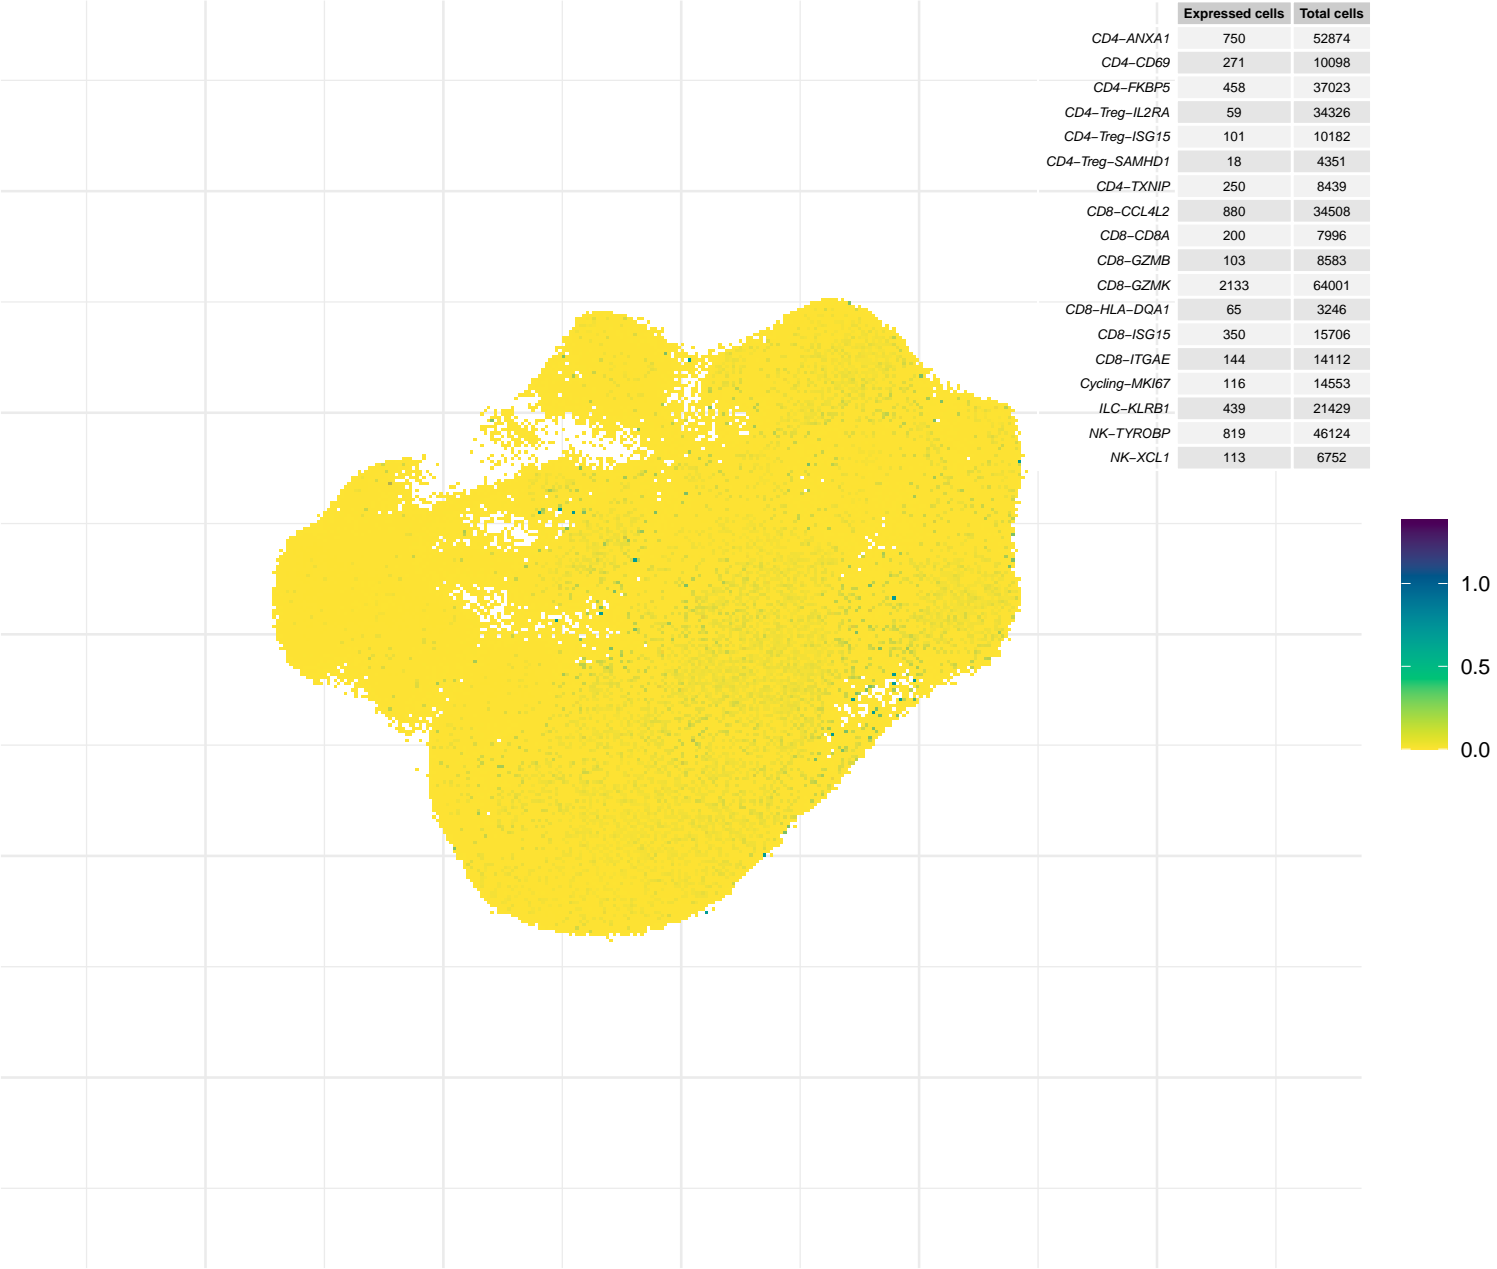 Expressed cells Total cells
CD4−ANXA1 750 52874
CD4−CD69 271 10098
CD4−FKBP5 458 37023
CD4−Treg−IL2RA 59 34326
CD4−Treg−ISG15 101 10182
CD4−Treg−SAMHD1 18 4351
CD4−TXNIP 250 8439
CD8−CCL4L2 880 34508
CD8−CD8A 200 7996
CD8−GZMB 103 8583
CD8−GZMK 2133 64001
CD8−HLA−DQA1 65 3246
CD8−ISG15 350 15706
CD8−ITGAE 144 14112
Cycling−MKI67 116 14553
ILC−KLRB1 439 21429
NK−TYROBP 819 46124
NK−XCL1 113 6752
1.0
0.5
0.0